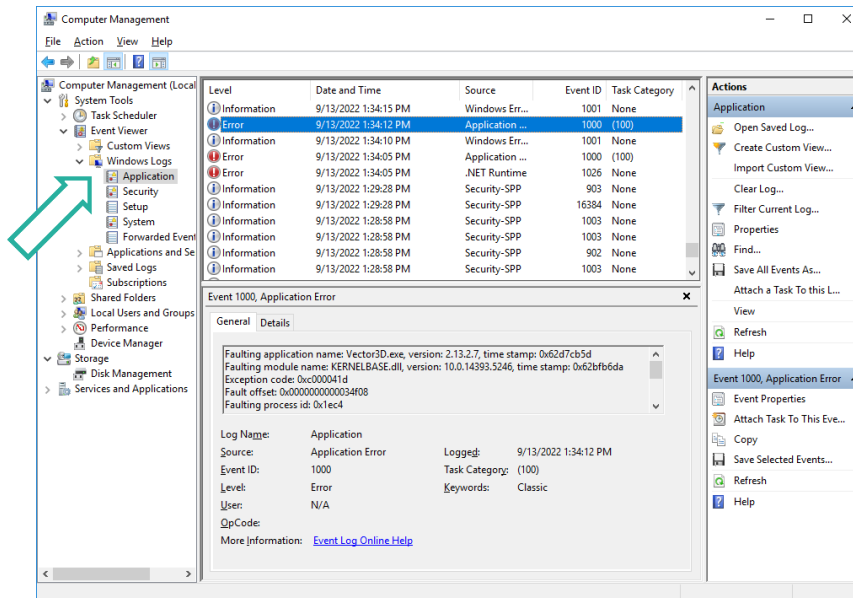 Computer Management
File Action View Help
Computer Management (Local
System Tools
Task Scheduler
Event Viewer
Custom Views
Windows Logs
Application
Security
Setup
System
Forwarded Event
Applications and Se
Saved Logs
Subscriptions
Shared Folders
Local Users and Groups
Performance
Device Manager
Storage
Disk Management
Services and Applications
Level Date and Time Source Event ID Task Category
Information 9/13/2022 1:34:15 PM Windows Err... 1001 None
Error 9/13/2022 1:34:12 PM Application ... 1000 (100)
Information 9/13/2022 1:34:10 PM Windows Err... 1001 None
Error 9/13/2022 1:34:05 PM Application ... 1000 (100)
Error 9/13/2022 1:34:05 PM .NET Runtime 1026 None
Information 9/13/2022 1:29:28 PM Security-SPP 903 None
Information 9/13/2022 1:29:28 PM Security-SPP 16384 None
Information 9/13/2022 1:28:58 PM Security-SPP 1003 None
Information 9/13/2022 1:28:58 PM Security-SPP 1003 None
Information 9/13/2022 1:28:58 PM Security-SPP 902 None
Information 9/13/2022 1:28:58 PM Security-SPP 1003 None
Event 1000, Application Error
General Details
Faulting application name: Vector3D.exe, version: 2.13.2.7, time stamp: 0x62d7cb5d
Faulting module name: KERNELBASE.dll, version: 10.0.14393.5246, time stamp: 0x62bfb6da
Exception code: 0xc000041d
Fault offset: 0x0000000000034f08
Faulting process id: 0x1ec4
Log Name: Application
Source: Application Error Logged: 9/13/2022 1:34:12 PM
Event ID: 1000 Task Category: (100)
Level: Error Keywords: Classic
User: N/A
OpCode:
More Information: Event Log Online Help
Actions
Application
Open Saved Log...
Create Custom View...
Import Custom View...
Clear Log...
Filter Current Log...
Properties
Find...
Save All Events As...
Attach a Task To this L...
View
Refresh
Help
Event 1000, Application Error
Event Properties
Attach Task To This Eve...
Copy
Save Selected Events...
Refresh
Help